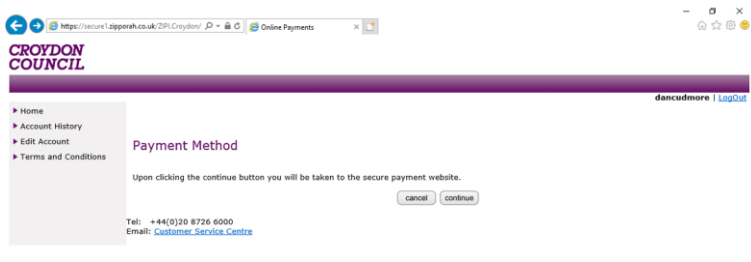 https://secure1.zipporah.co.uk/ZIPI.Croydon/
Online Payments
CROYDON
COUNCIL
dancudmore | LogOut
Home
Account History
Edit Account
Terms and Conditions
Payment Method
Upon clicking the continue button you will be taken to the secure payment website.
cancel continue
Tel: +44(0)20 8726 6000
Email: Customer Service Centre